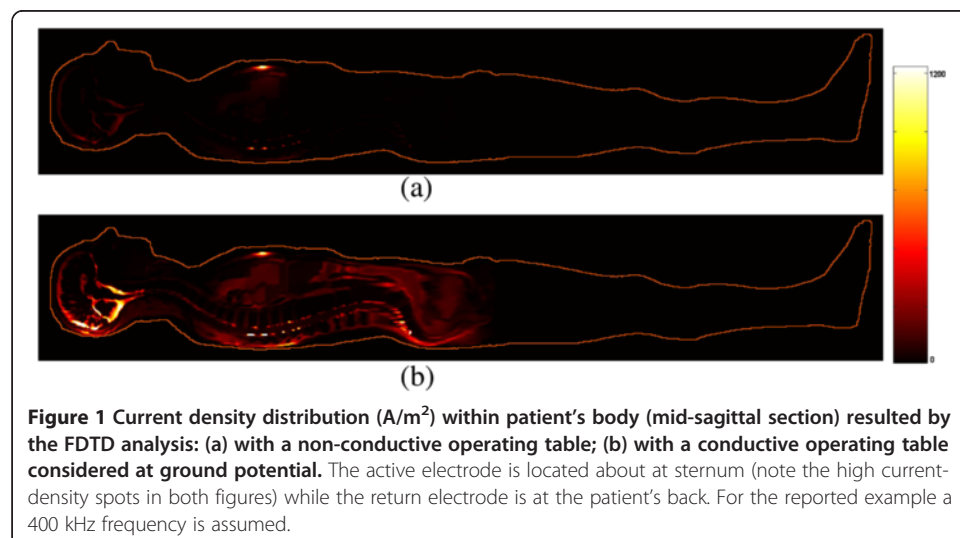 1200
(a)
0
(b)
Figure 1 Current density distribution (A/m²) within patient's body (mid-sagittal section) resulted by
the FDTD analysis: (a) with a non-conductive operating table; (b) with a conductive operating table
considered at ground potential. The active electrode is located about at sternum (note the high current-
density spots in both figures) while the return electrode is at the patient's back. For the reported example a
400 kHz frequency is assumed.